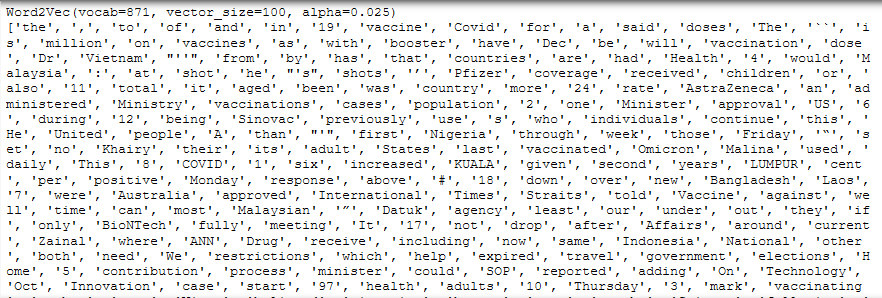 Word2Vec(vocab=871, vector_size=100, alpha=0.025)
['the', ',', 'to', 'of', 'and', 'in', '19', 'vaccine', 'Covid', 'for', 'a', 'said', 'doses', 'The', '``', 'i
s', 'million', 'on', 'vaccines', 'as', 'with', 'booster', 'have', 'Dec', 'be', 'will', 'vaccination', 'dose
', 'Dr', 'Vietnam', "''", 'from', 'by', 'has', 'that', 'countries', 'are', 'had', 'Health', '4', 'would', 'M
alaysia', ':', 'at', 'shot', 'he', "'s", 'shots', '’', 'Pfizer', 'coverage', 'received', 'children', 'or', '
also', '11', 'total', 'it', 'aged', 'been', 'was', 'country', 'more', '24', 'rate', 'AstraZeneca', 'an', 'ad
ministered', 'Ministry', 'vaccinations', 'cases', 'population', '2', 'one', 'Minister', 'approval', 'US', '6
', 'during', '12', 'being', 'Sinovac', 'previously', 'use', 's', 'who', 'individuals', 'continue', 'this', '
He', 'United', 'people', 'A', 'than', "'", 'first', 'Nigeria', 'through', 'week', 'those', 'Friday', '“', 's
et', 'no', 'Khairy', 'their', 'its', 'adult', 'States', 'last', 'vaccinated', 'Omicron', 'Malina', 'used', '
daily', 'This', '8', 'COVID', '1', 'six', 'increased', 'KUALA', 'given', 'second', 'years', 'LUMPUR', 'cent
', 'per', 'positive', 'Monday', 'response', 'above', '#', '18', 'down', 'over', 'new', 'Bangladesh', 'Laos',
'7', 'were', 'Australia', 'approved', 'International', 'Times', 'Straits', 'told', 'Vaccine', 'against', 'we
ll', 'time', 'can', 'most', 'Malaysian', '”', 'Datuk', 'agency', 'least', 'our', 'under', 'out', 'they', 'if
', 'only', 'BioNTech', 'fully', 'meeting', 'It', '17', 'not', 'drop', 'after', 'Affairs', 'around', 'current
', 'Zainal', 'where', 'ANN', 'Drug', 'receive', 'including', 'now', 'same', 'Indonesia', 'National', 'other'
, 'both', 'need', 'We', 'restrictions', 'which', 'help', 'expired', 'travel', 'government', 'elections', 'H
ome', '5', 'contribution', 'process', 'minister', 'could', 'SOP', 'reported', 'adding', 'On', 'Technology',
'Oct', 'Innovation', 'case', 'start', '97', 'health', 'adults', '10', 'Thursday', '3', 'mark', 'vaccinating